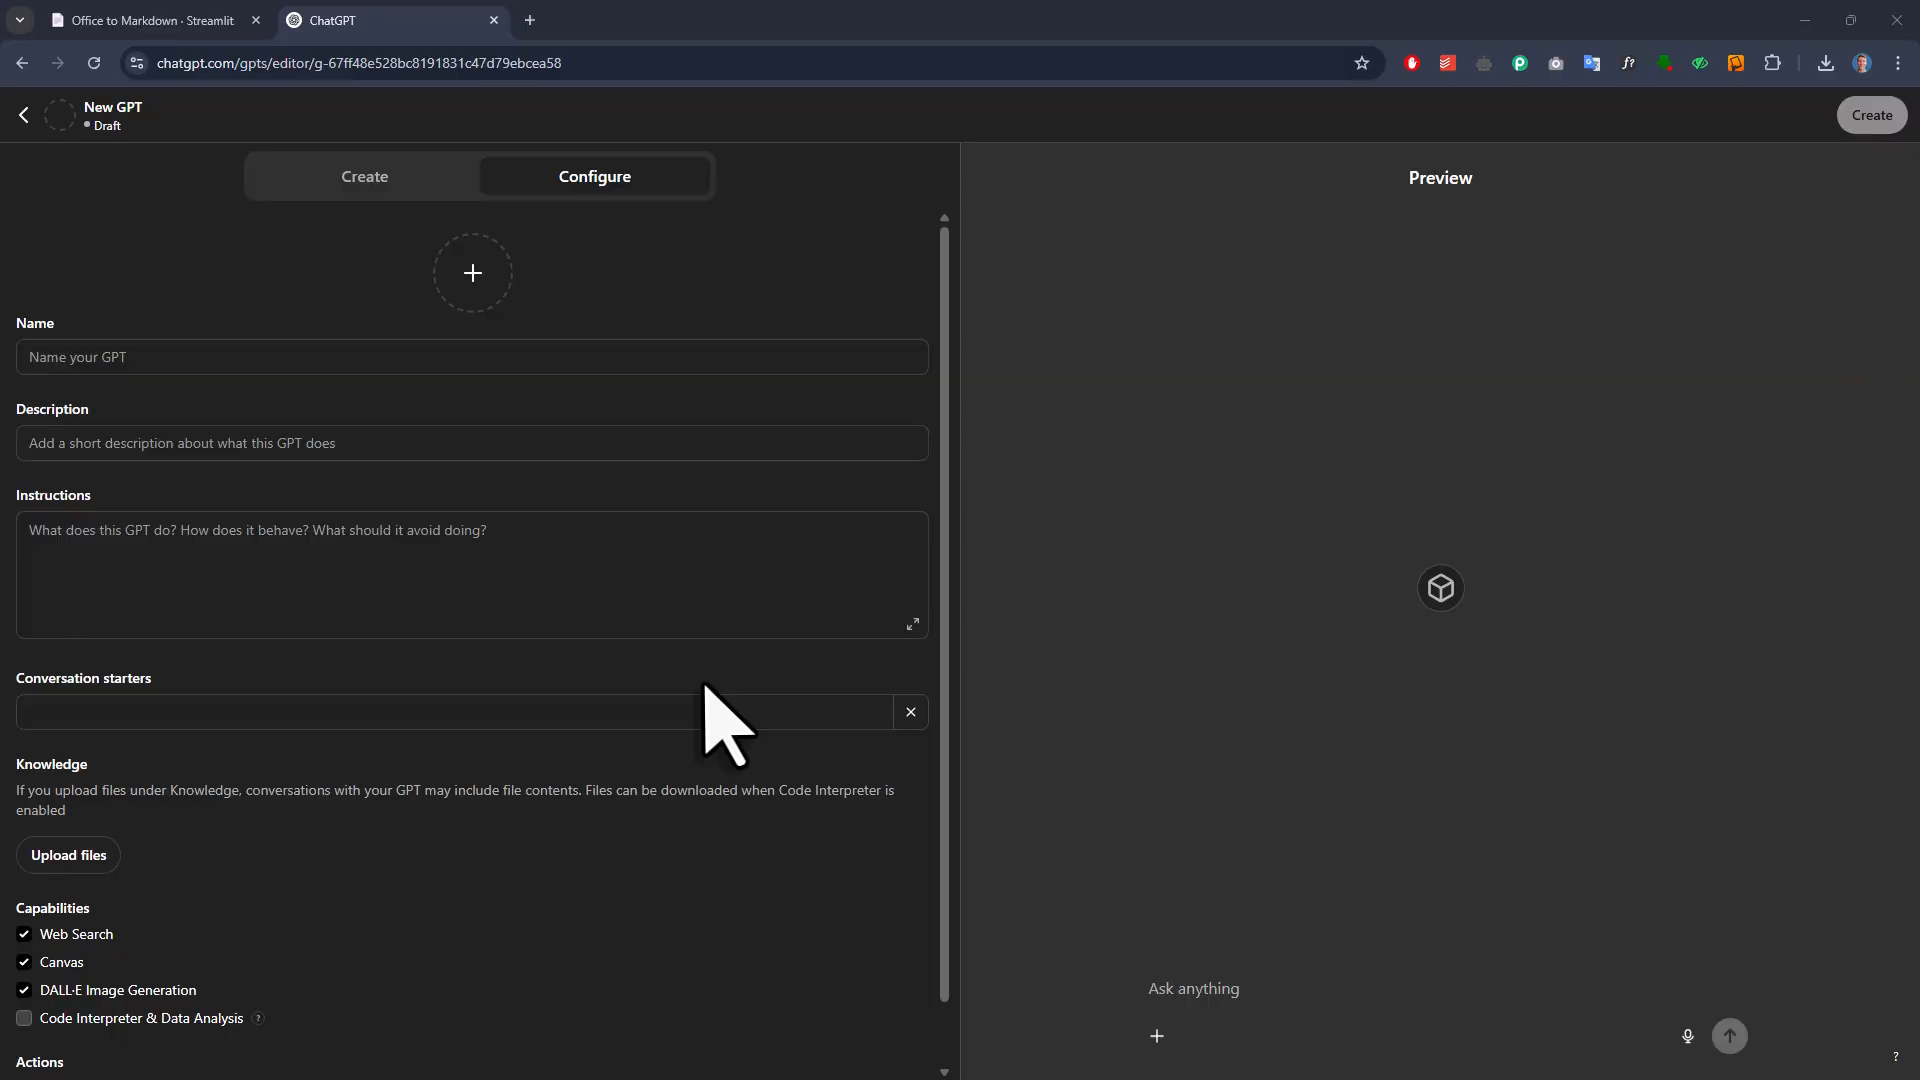 Office to Markdown · Streamlit
ChatGPT
chatgpt.com/gpts/editor/g-67ff48e528bc8191831c47d79ebcea58
New GPT
Draft
Create
Create
Configure
Preview
Name
Name your GPT
Description
Add a short description about what this GPT does
Instructions
What does this GPT do? How does it behave? What should it avoid doing?
Conversation starters
Knowledge
If you upload files under Knowledge, conversations with your GPT may include file contents. Files can be downloaded when Code Interpreter is
enabled
Upload files
Capabilities
Web Search
Canvas
DALL·E Image Generation
Code Interpreter & Data Analysis ?
Actions
Ask anything
?